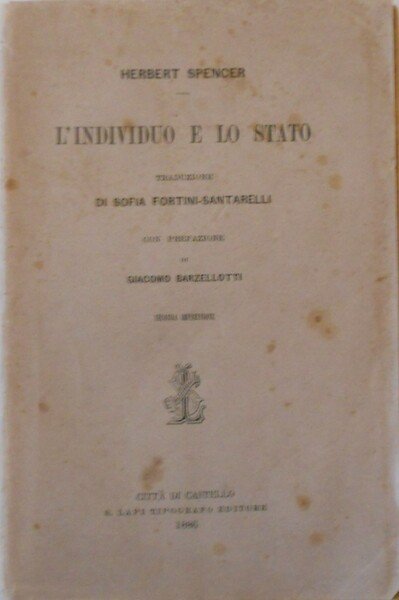 HERBERT SPENCER
L'INDIVIDUO E LO STATO
TRADUZIONE
DI SOFIA FORTINI-SANTARELLI
CON PREFAZIONE
DI
GIACOMO BARZELLOTTI
CITTÀ DI CASTELLO
S. LAPI TIPOGRAFO EDITORE